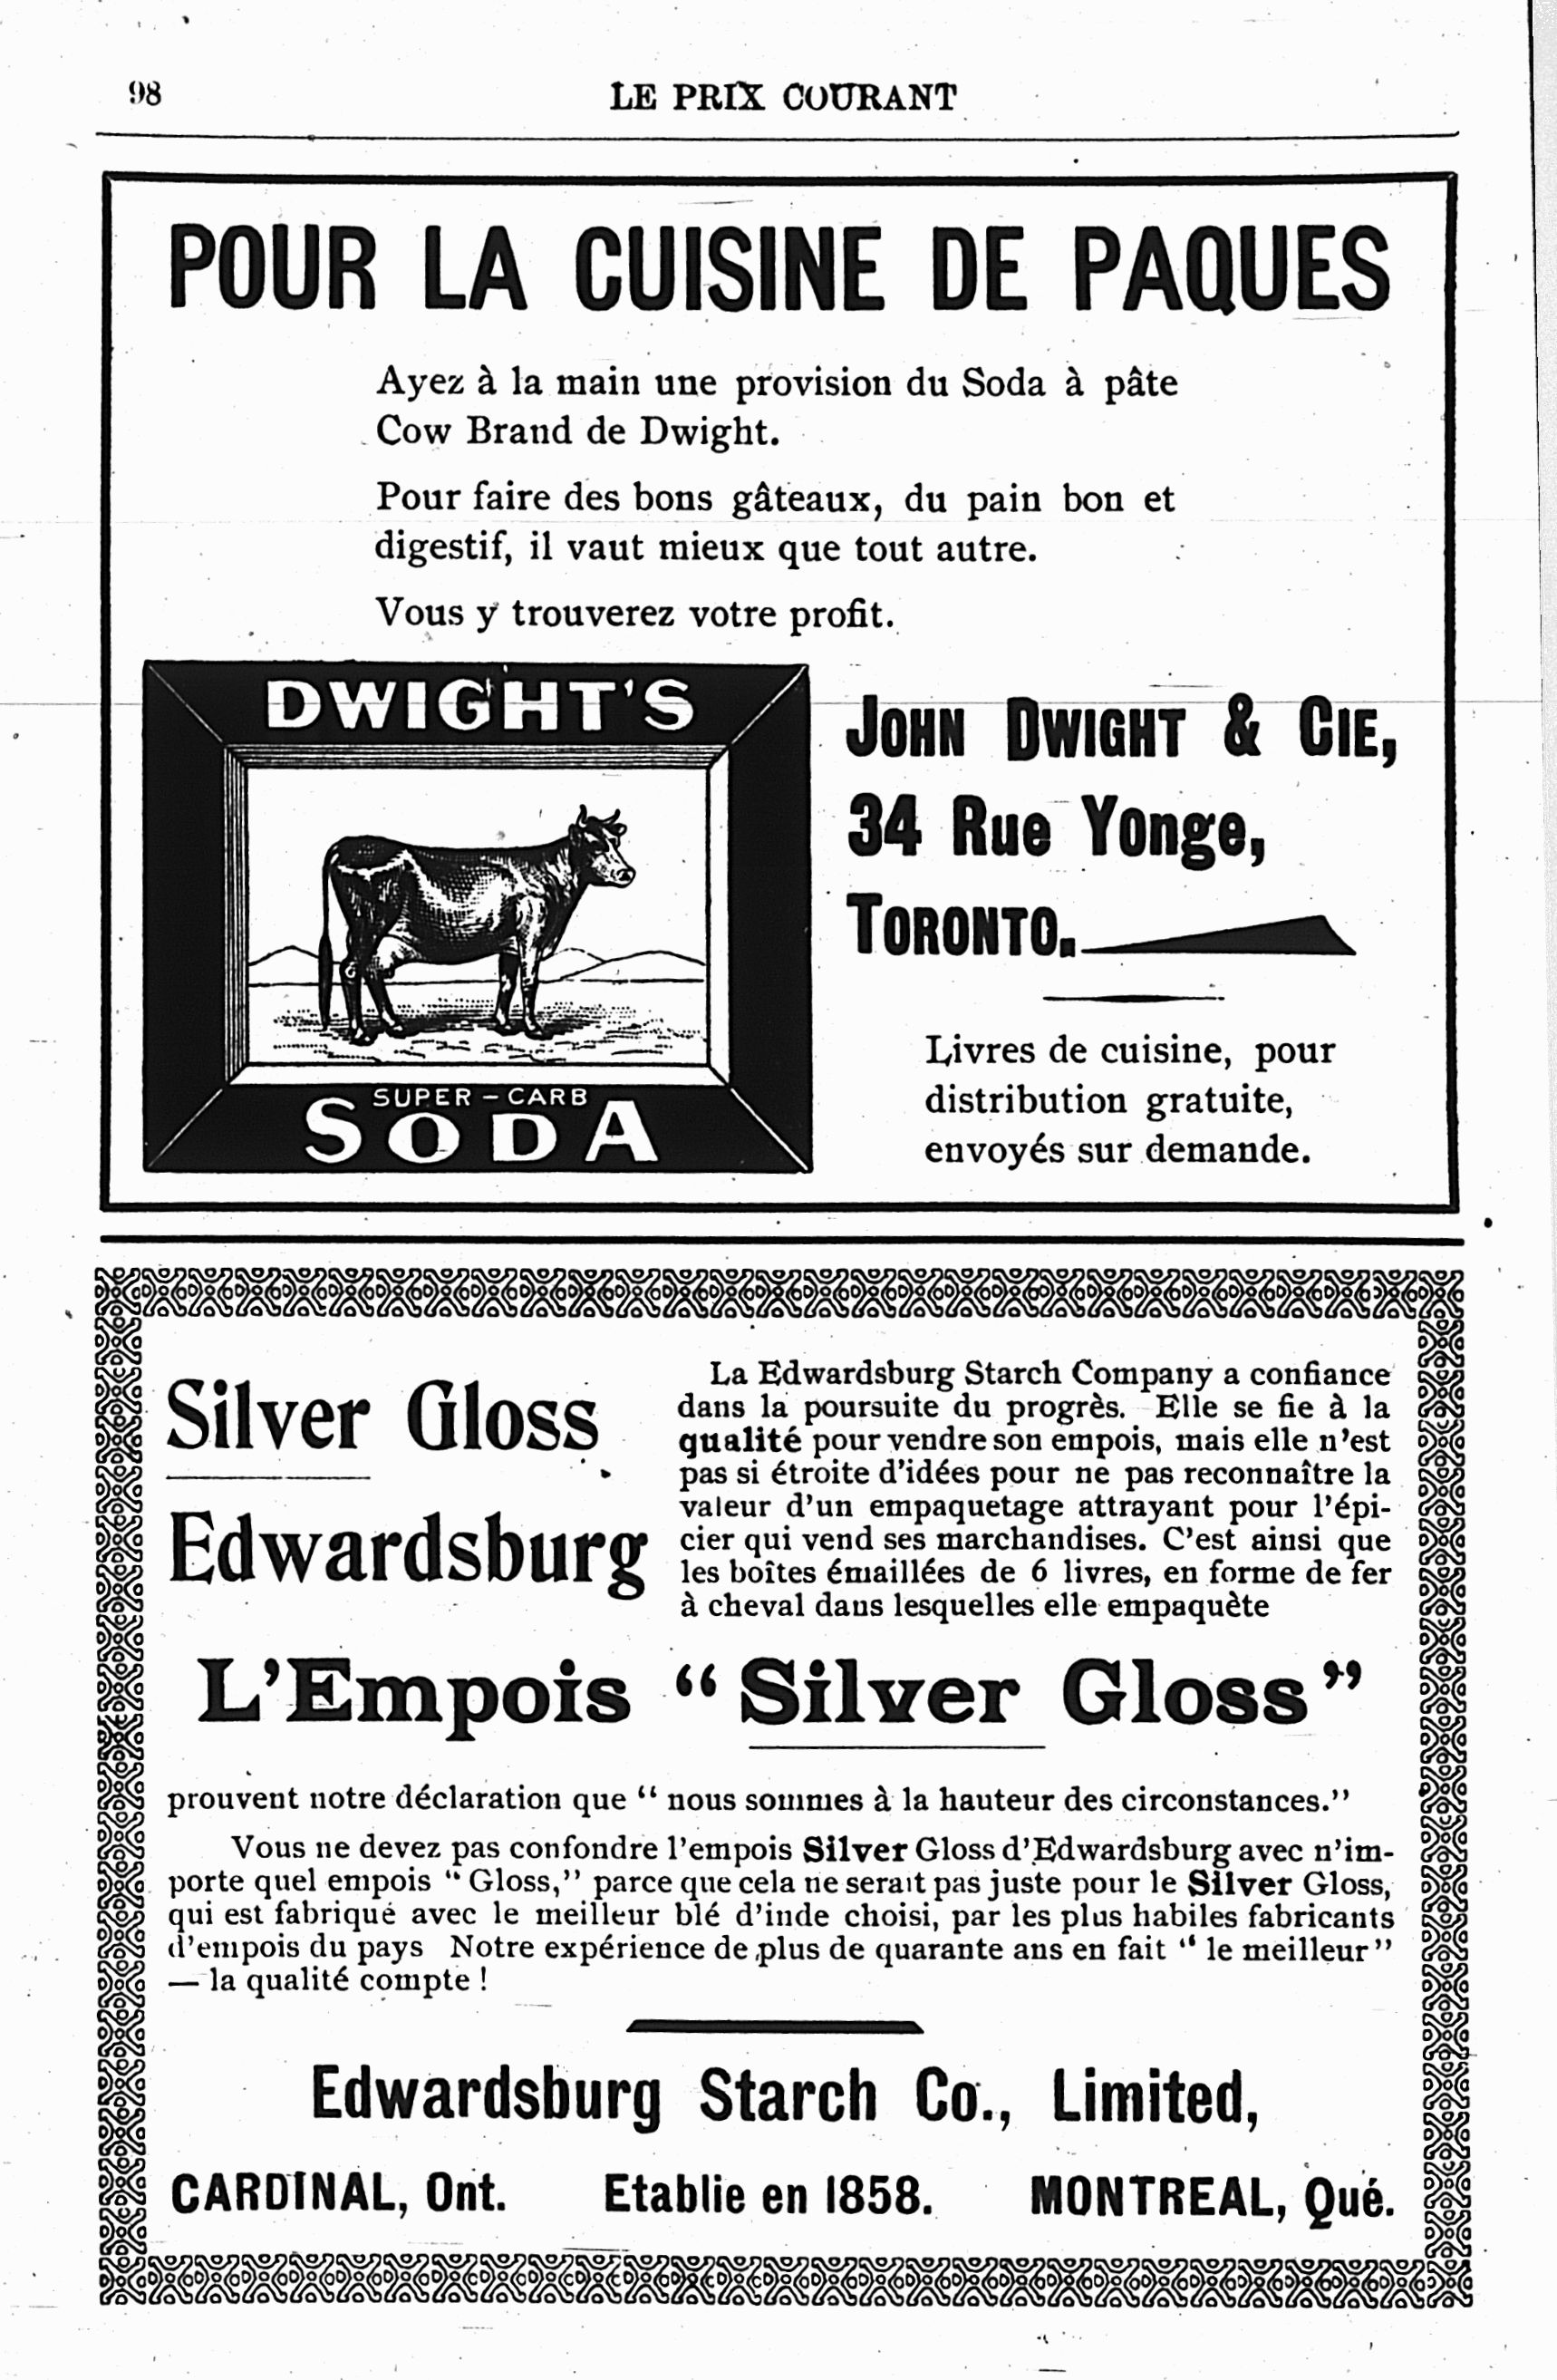 98
LE PRIX COURANT
POUR LA CUISINE DE PAQUES
Ayez à la main une provision du Soda à pâte
Cow Brand de Dwight.
Pour faire des bons gâteaux, du pain bon et
digestif, il vaut mieux que tout autre.
Vous y trouverez votre profit.
DWIGHT'S
SUPER-CARB
SODA
JOHN DWIGHT & CIE,
34 Rue Yonge,
TORONTO.
Livres de cuisine, pour
distribution gratuite,
envoyés sur demande.
Silver Gloss
Edwardsburg
La Edwardsburg Starch Company a confiance
dans la poursuite du progrès. Elle se fie à la
qualité pour vendre son empois, mais elle n'est
pas si étroite d'idées pour ne pas reconnaître la
valeur d'un empaquetage attrayant pour l'épi-
cier qui vend ses marchandises. C'est ainsi que
les boîtes émaillées de 6 livres, en forme de fer
à cheval dans lesquelles elle empaquète
L'Empois "Silver Gloss"
prouvent notre déclaration que "nous sommes à la hauteur des circonstances."
Vous ne devez pas confondre l'empois Silver Gloss d'Edwardsburg avec n'im-
porte quel empois "Gloss," parce que cela ne serait pas juste pour le Silver Gloss,
qui est fabriqué avec le meilleur blé d'inde choisi, par les plus habiles fabricants
d'empois du pays Notre expérience de plus de quarante ans en fait "le meilleur"
— la qualité compte !
Edwardsburg Starch Co., Limited,
CARDINAL, Ont. Etablie en 1858. MONTREAL, Qué.